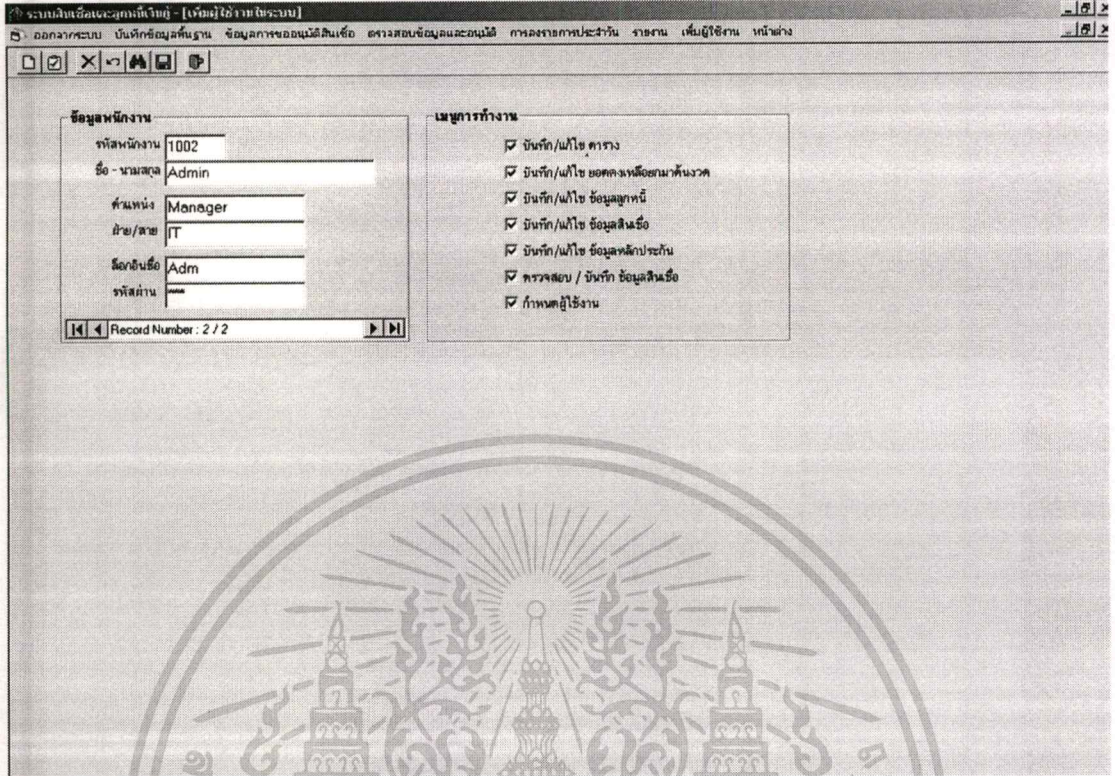 ระบบสินเชื่อและลูกหนี้เงินกู้ - [เพิ่มผู้ใช้งานในระบบ]
ออกจากระบบ บันทึกข้อมูลพื้นฐาน ข้อมูลการขออนุมัติสินเชื่อ ตรวจสอบข้อมูลและอนุมัติ การลงรายการประจำวัน รายงาน เพิ่มผู้ใช้งาน หน้าต่าง
ข้อมูลพนักงาน
รหัสพนักงาน 1002
ชื่อ - นามสกุล Admin
ตำแหน่ง Manager
ฝ่าย/สาย IT
ล็อกอินชื่อ Adm
รหัสผ่าน ****
Record Number : 2 / 2
เมนูการทำงาน
บันทึก/แก้ไข ตาราง
บันทึก/แก้ไข ยอดคงเหลือยกมาต้นงวด
บันทึก/แก้ไข ข้อมูลลูกหนี้
บันทึก/แก้ไข ข้อมูลสินเชื่อ
บันทึก/แก้ไข ข้อมูลหลักประกัน
ตรวจสอบ / บันทึก ข้อมูลสินเชื่อ
กำหนดผู้ใช้งาน